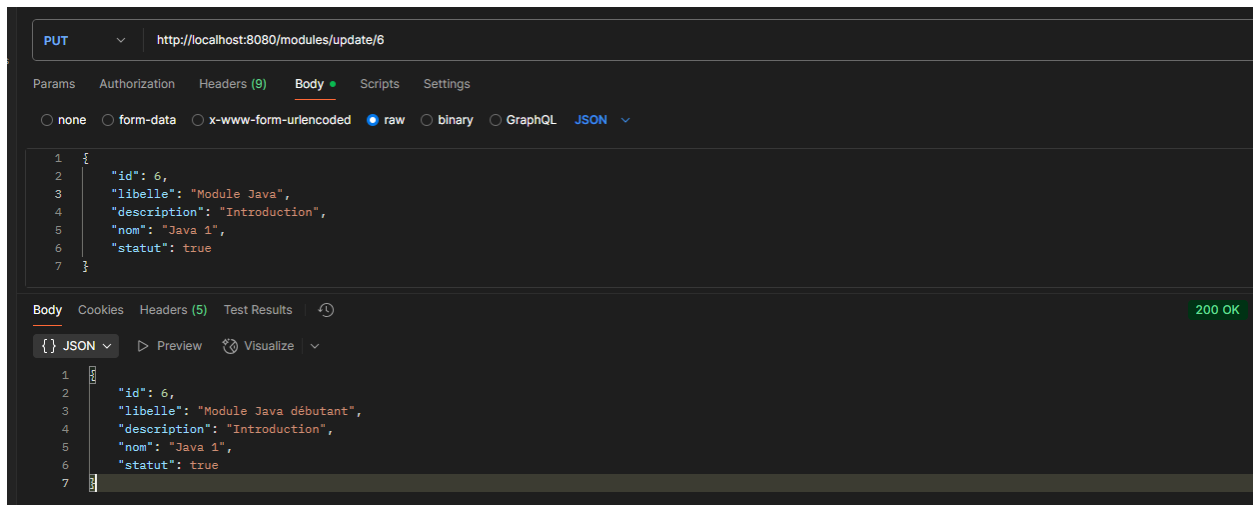 PUT http://localhost:8080/modules/update/6
Params Authorization Headers (9) Body Scripts Settings
none form-data x-www-form-urlencoded raw binary GraphQL JSON
1 {
2 "id": 6,
3 "libelle": "Module Java",
4 "description": "Introduction",
5 "nom": "Java 1",
6 "statut": true
7 }
Body Cookies Headers (5) Test Results 200 OK
{} JSON Preview Visualize
1 {
2 "id": 6,
3 "libelle": "Module Java débutant",
4 "description": "Introduction",
5 "nom": "Java 1",
6 "statut": true
7 }